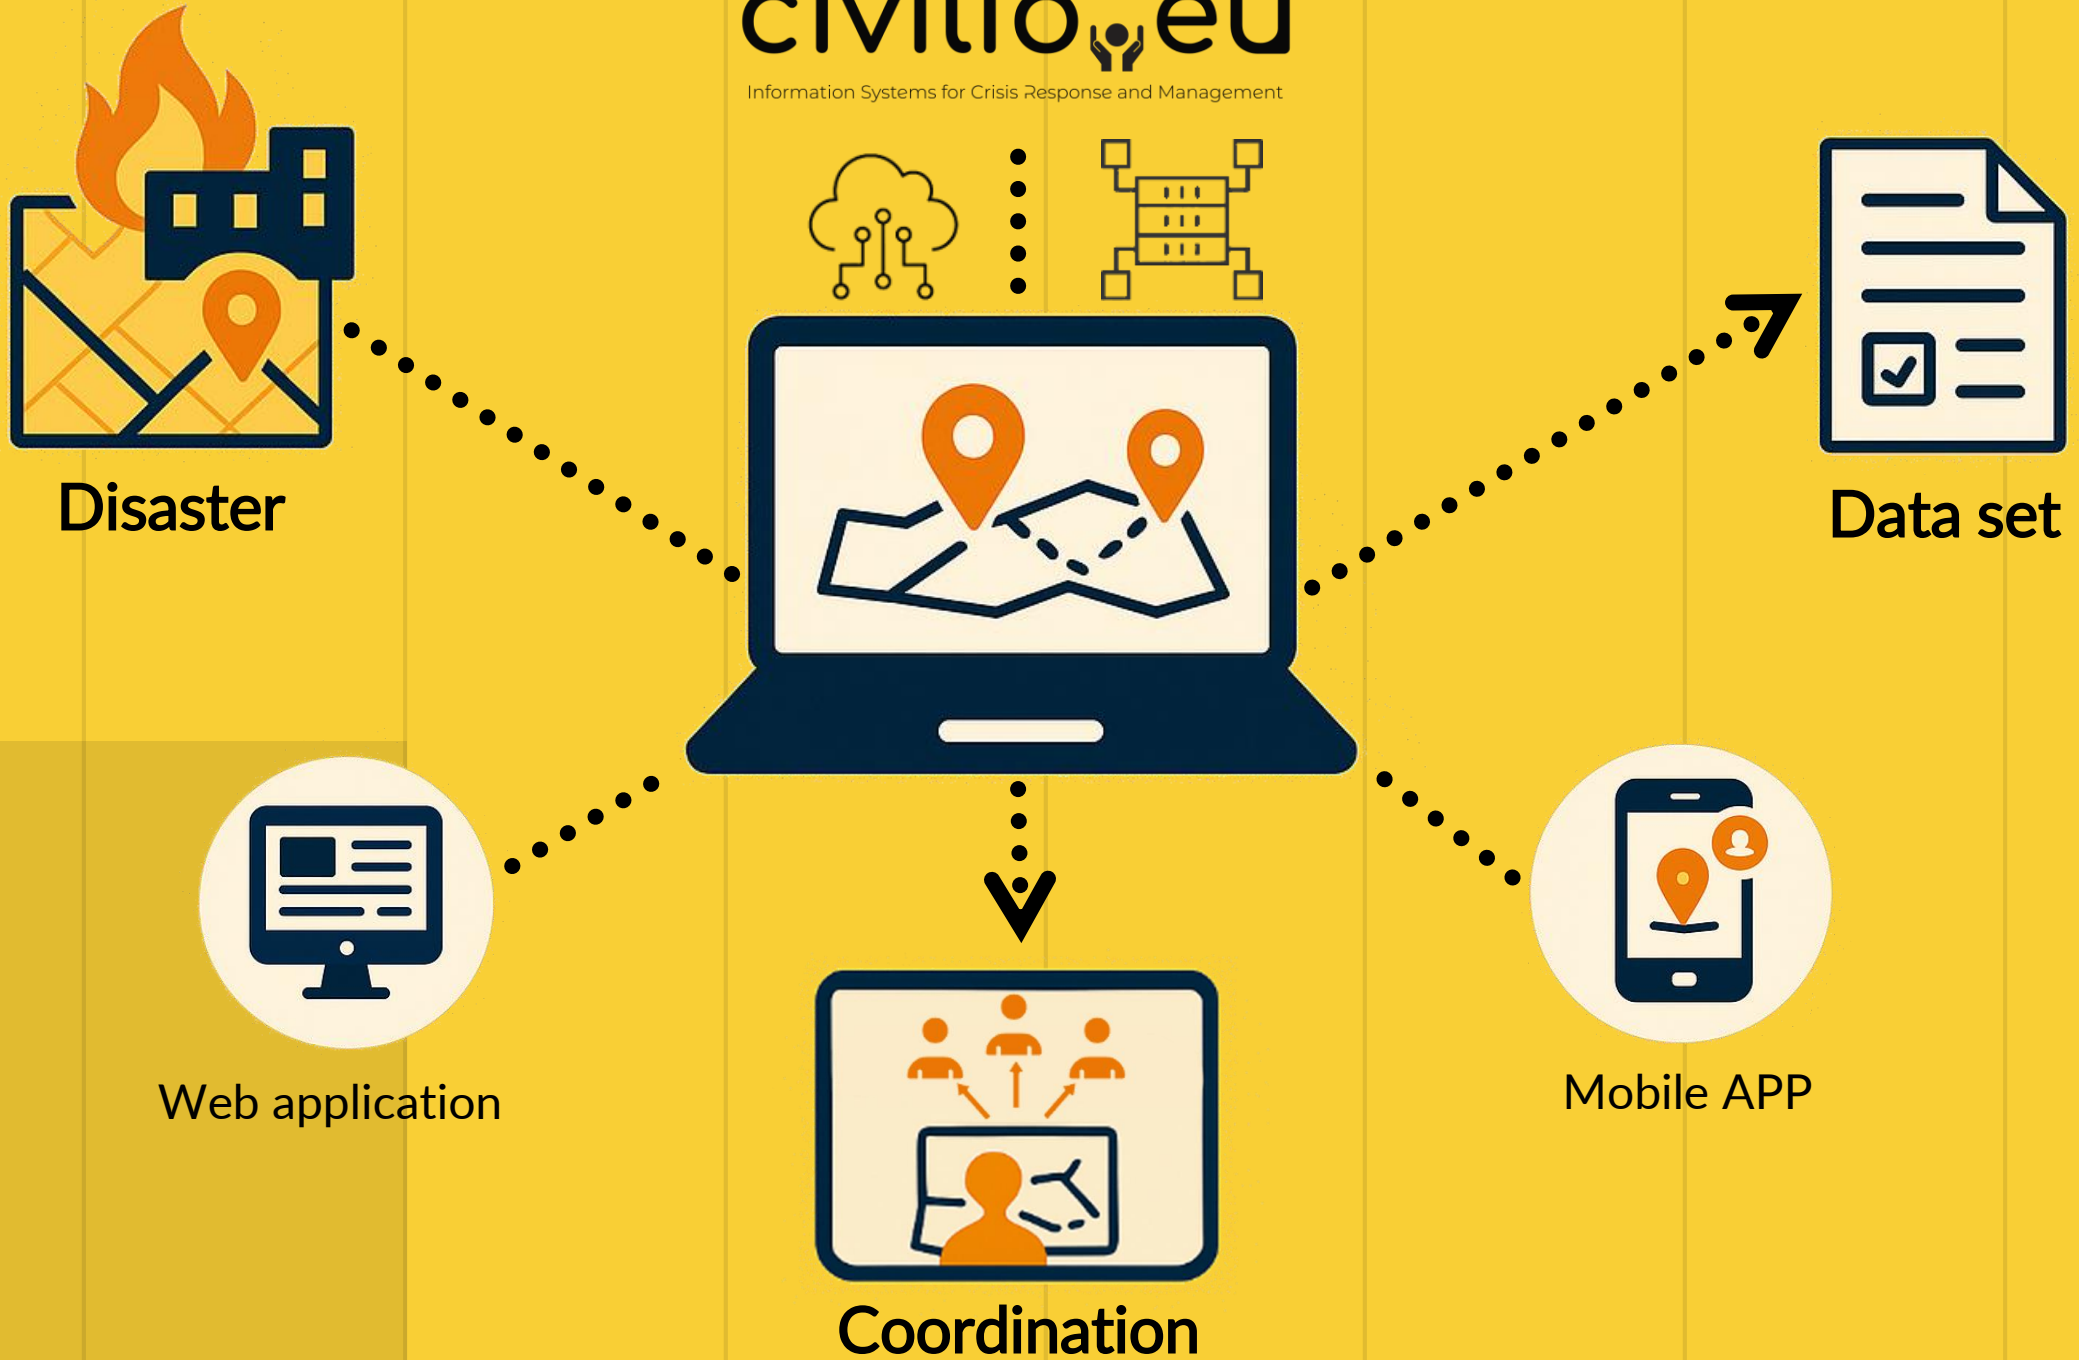 civilio.eu
Information Systems for Crisis Response and Management
Disaster
Data set
Web application
Mobile APP
Coordination